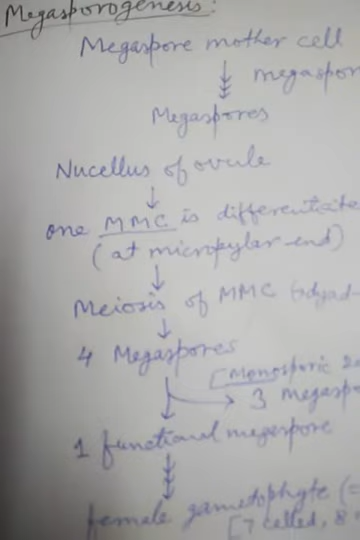 Megasporogenesis:
Megaspore mother cell
megaspor
Megaspores
Nucellus of ovule
one MMC is differentiate
(at micropylar end)
Meiosis of MMC
4 Megaspores
[Monosporic
3 megaspo
1 functional megaspore
female gametophyte (=
[7 celled, 8 =